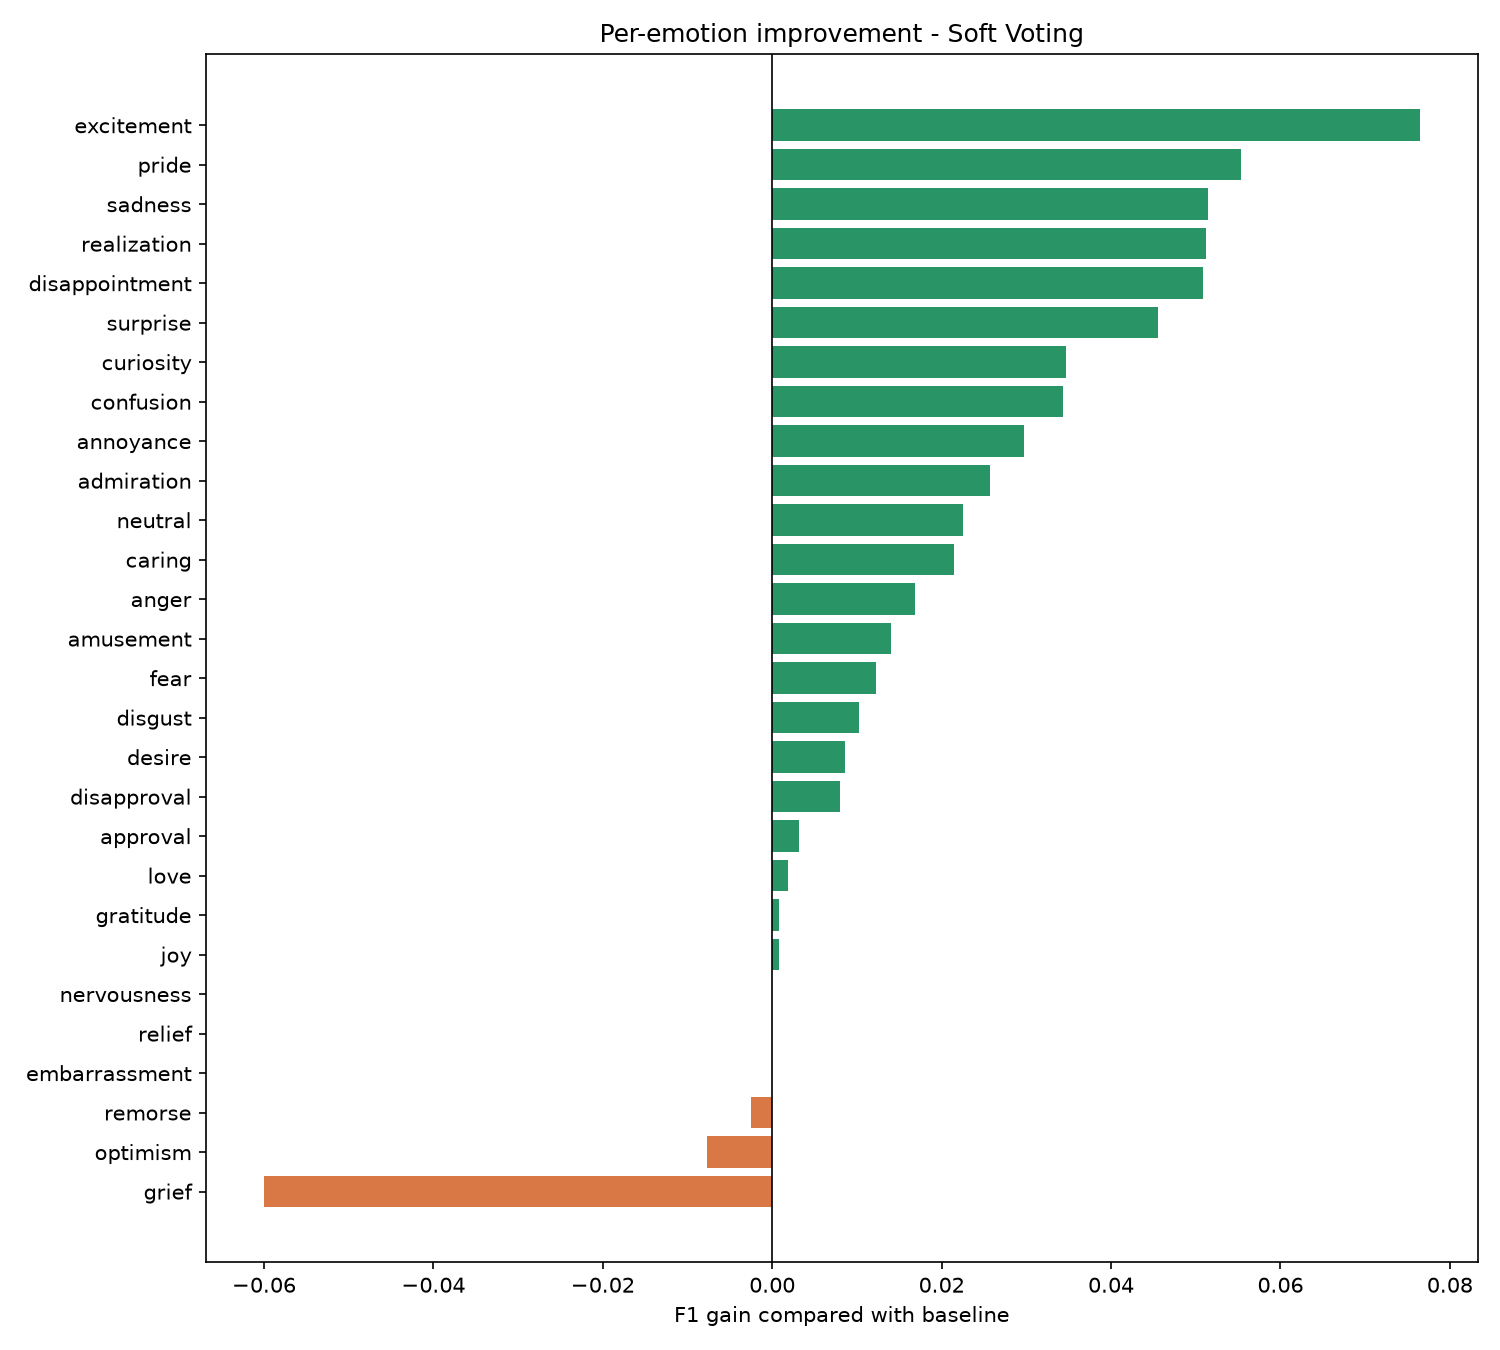 Per-emotion improvement - Soft Voting
excitement
pride
sadness
realization
disappointment
surprise
curiosity
confusion
annoyance
admiration
neutral
caring
anger
amusement
fear
disgust
desire
disapproval
approval
love
gratitude
joy
nervousness
relief
embarrassment
remorse
optimism
grief
−0.06 −0.04 −0.02 0.00 0.02 0.04 0.06 0.08
F1 gain compared with baseline